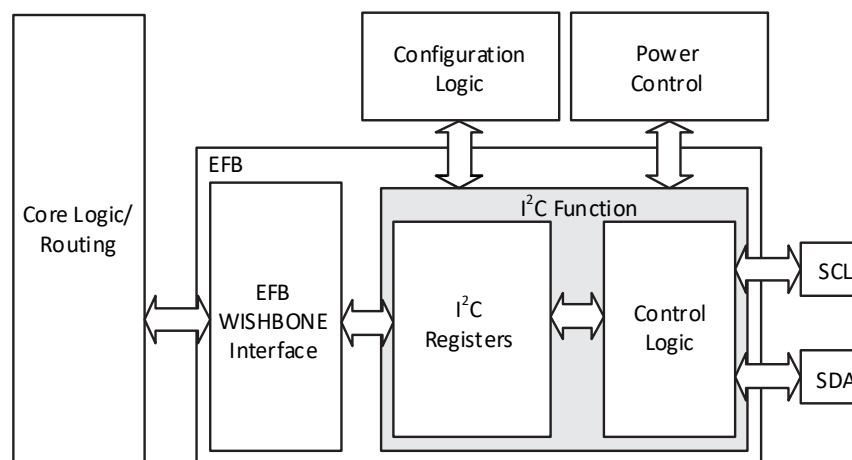 Configuration
Logic
Power
Control
EFB
Core Logic/
Routing
I²C Function
EFB
WISHBONE
Interface
I²C
Registers
Control
Logic
SCL
SDA